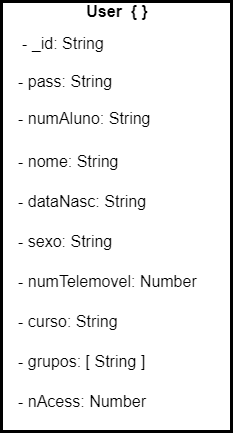 User { }
- _id: String
- pass: String
- numAluno: String
- nome: String
- dataNasc: String
- sexo: String
- numTelemovel: Number
- curso: String
- grupos: [ String ]
- nAcess: Number